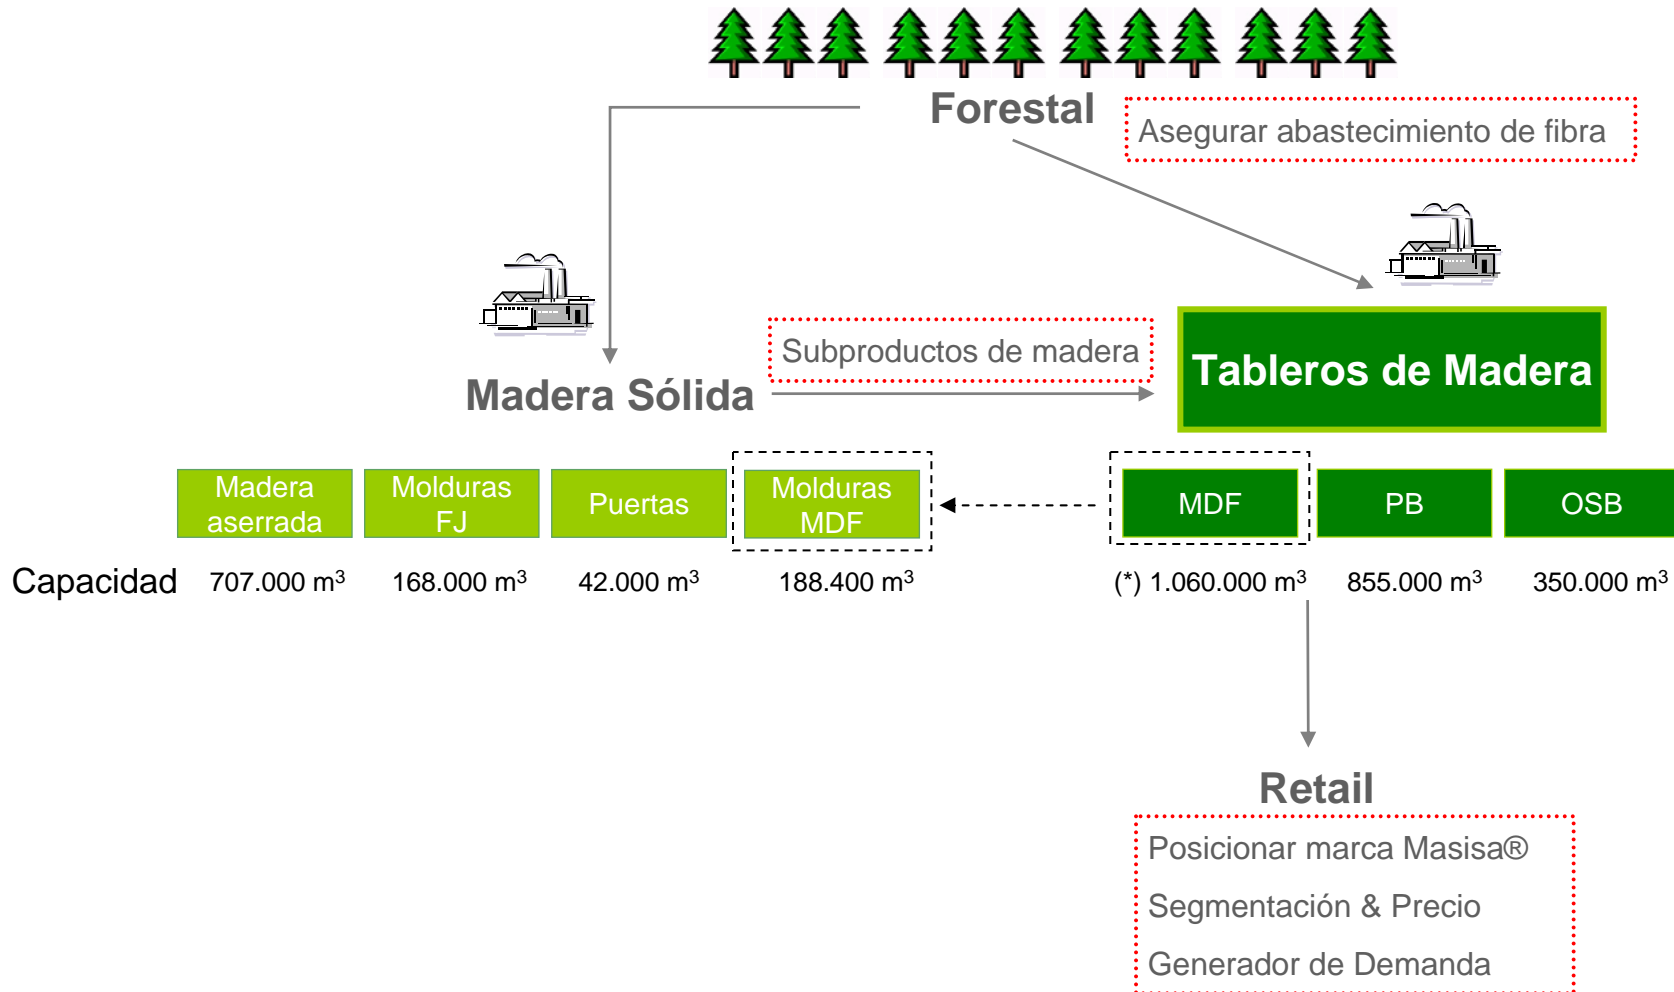 Forestal
Asegurar abastecimiento de fibra
Subproductos de madera
Tableros de Madera
Madera Sólida
Madera
aserrada
Molduras
FJ
Puertas
Molduras
MDF
MDF
PB
OSB
Capacidad
707.000 m³
168.000 m³
42.000 m³
188.400 m³
(*) 1.060.000 m³
855.000 m³
350.000 m³
Retail
Posicionar marca Masisa®
Segmentación & Precio
Generador de Demanda